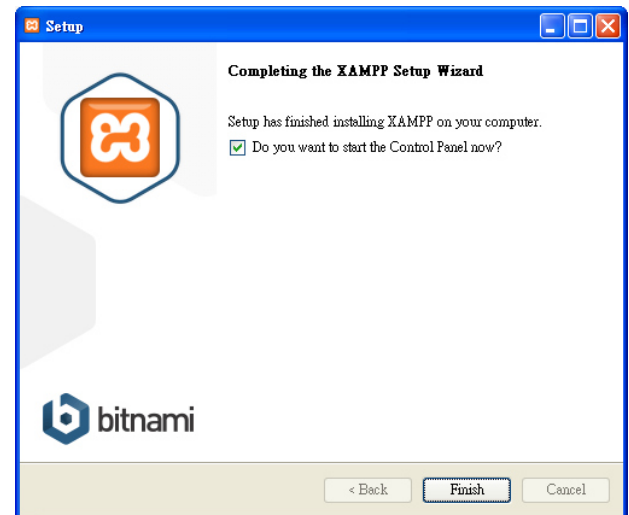 Setup
Completing the XAMPP Setup Wizard
Setup has finished installing XAMPP on your computer.
Do you want to start the Control Panel now?
bitnami
< Back
Finish
Cancel